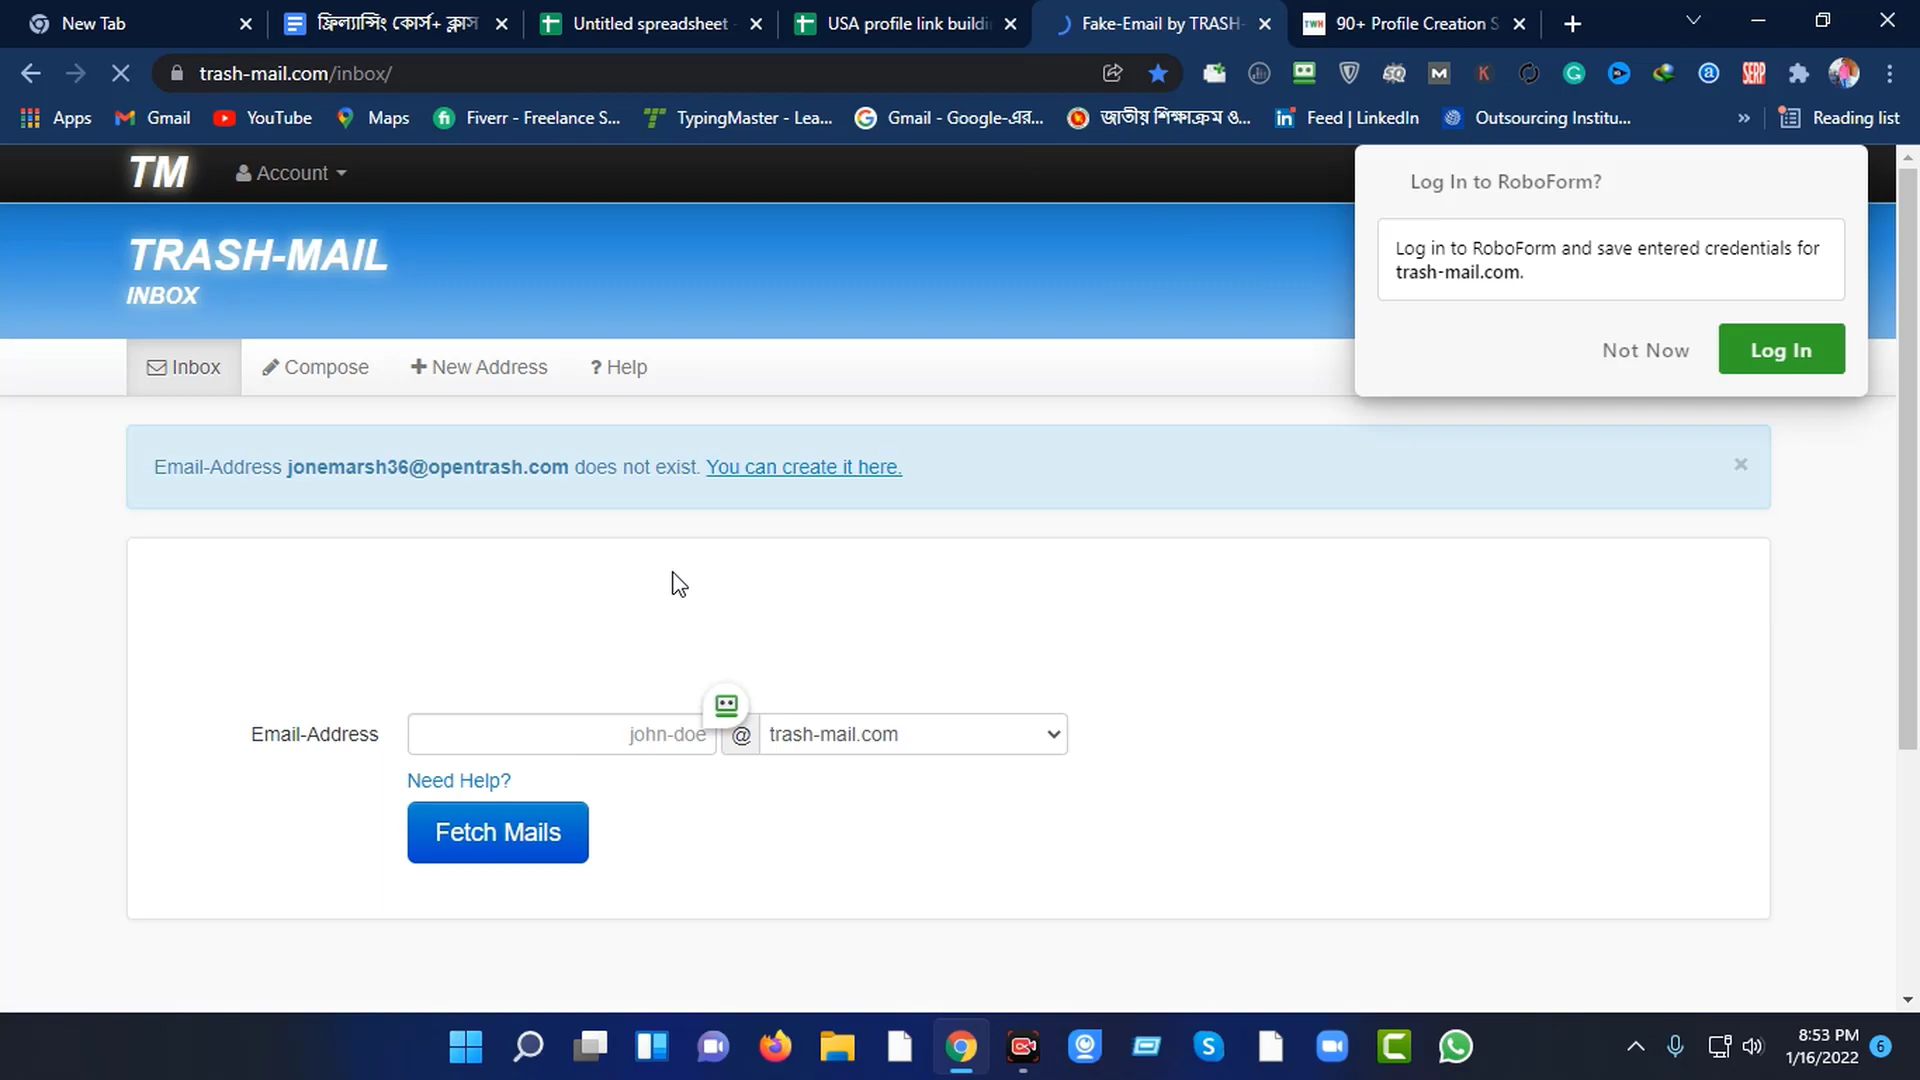 New Tab
ফ্রিল্যান্সিং কোর্স+ ক্লাস
Untitled spreadsheet -
USA profile link buildi
Fake-Email by TRASH-
TWH
90+ Profile Creation S
trash-mail.com/inbox/
SERP
Apps
Gmail
YouTube
Maps
Fiverr - Freelance S...
TypingMaster - Lea...
Gmail - Google-এর...
জাতীয় শিক্ষাক্রম ও...
Feed | LinkedIn
Outsourcing Institu...
»
Reading list
TM
Account
Log In to RoboForm?
Log in to RoboForm and save entered credentials for
trash-mail.com.
Not Now
Log In
TRASH-MAIL
INBOX
Inbox
Compose
New Address
? Help
Email-Address jonemarsh36@opentrash.com does not exist. You can create it here.
×
Email-Address
john-doe
@
trash-mail.com
Need Help?
Fetch Mails
8:53 PM
1/16/2022
6